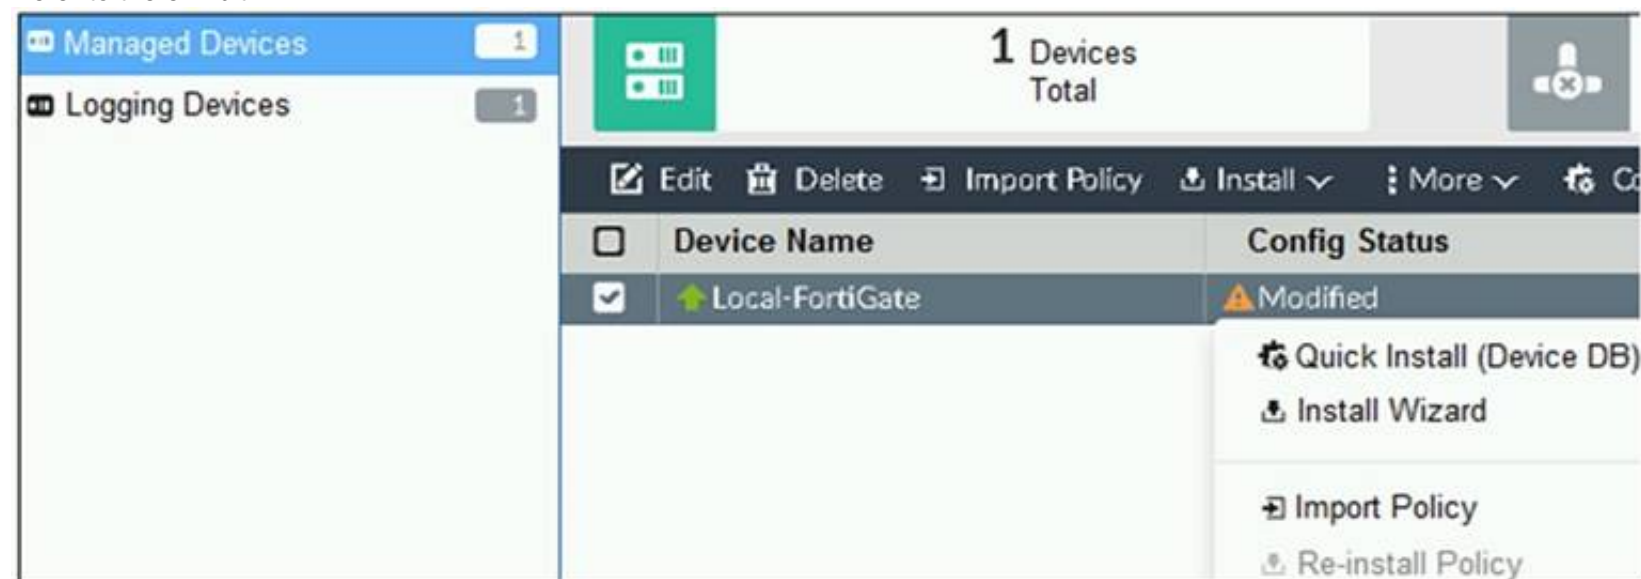 Managed Devices 1
Logging Devices 1
1 Devices
Total
Edit Delete Import Policy Install More
Device Name Config Status
Local-FortiGate Modified
Quick Install (Device DB)
Install Wizard
Import Policy
Re-install Policy